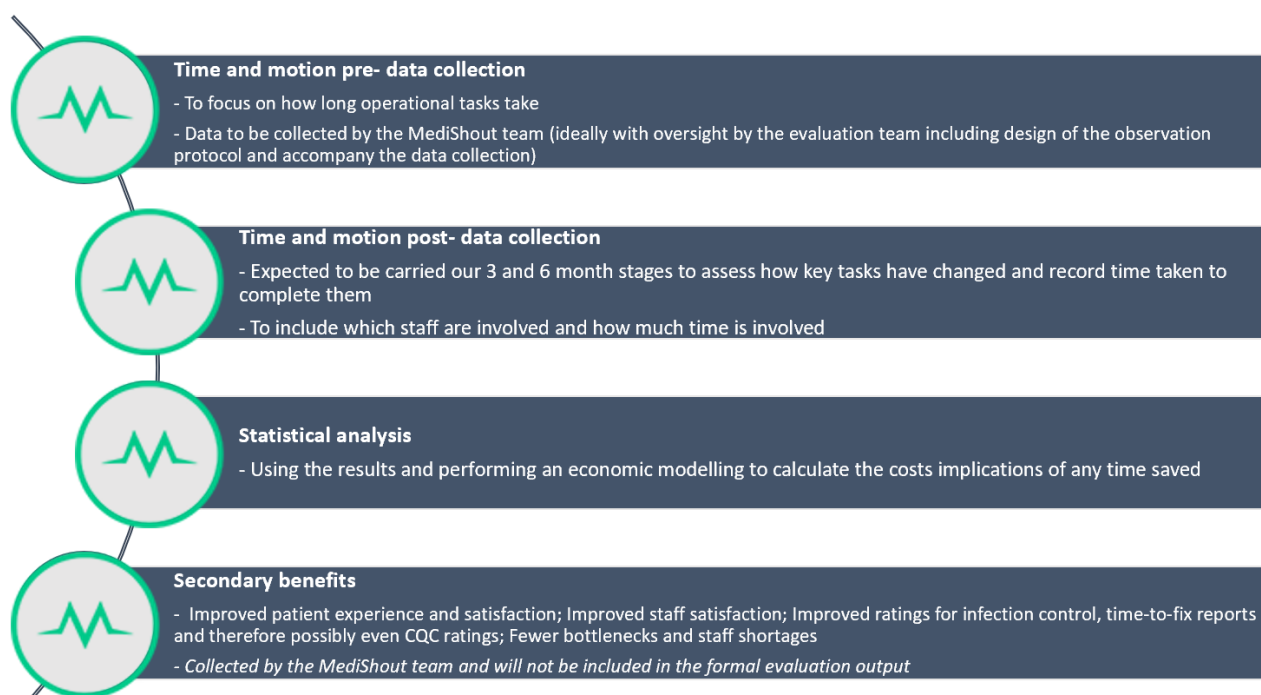 Time and motion pre- data collection
- To focus on how long operational tasks take
- Data to be collected by the MediShout team (ideally with oversight by the evaluation team including design of the observation
protocol and accompany the data collection)
Time and motion post- data collection
- Expected to be carried our 3 and 6 month stages to assess how key tasks have changed and record time taken to
complete them
- To include which staff are involved and how much time is involved
Statistical analysis
- Using the results and performing an economic modelling to calculate the costs implications of any time saved
Secondary benefits
- Improved patient experience and satisfaction; Improved staff satisfaction; Improved ratings for infection control, time-to-fix reports
and therefore possibly even CQC ratings; Fewer bottlenecks and staff shortages
- Collected by the MediShout team and will not be included in the formal evaluation output